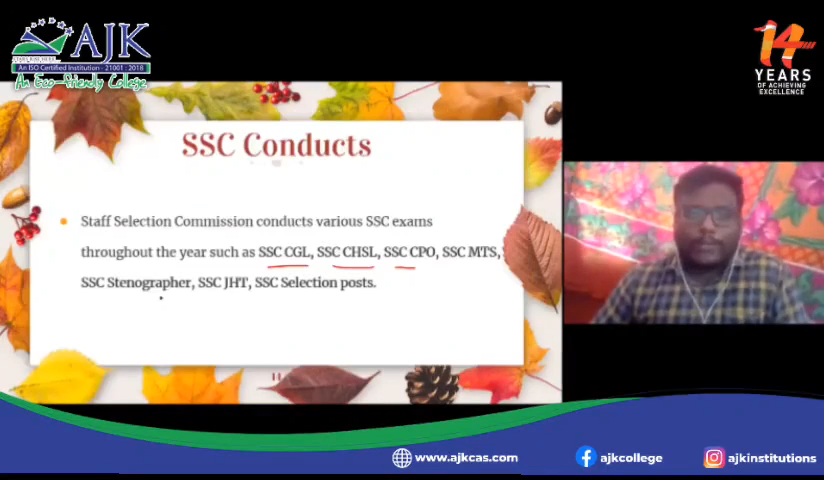 AJK
An ISO Certified Institution - 21001 : 2018
An Eco-friendly College
14
YEARS
OF ACHIEVING
EXCELLENCE
SSC Conducts
Staff Selection Commission conducts various SSC exams
throughout the year such as SSC CGL, SSC CHSL, SSC CPO, SSC MTS,
SSC Stenographer, SSC JHT, SSC Selection posts.
www.ajkcas.com
ajkcollege
ajkinstitutions